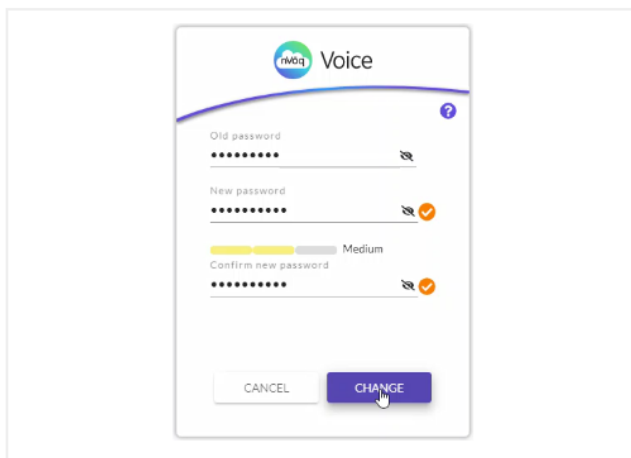 nVoq Voice
?
Old password
•••••••••
New password
••••••••••
Medium
Confirm new password
••••••••••
CANCEL CHANGE